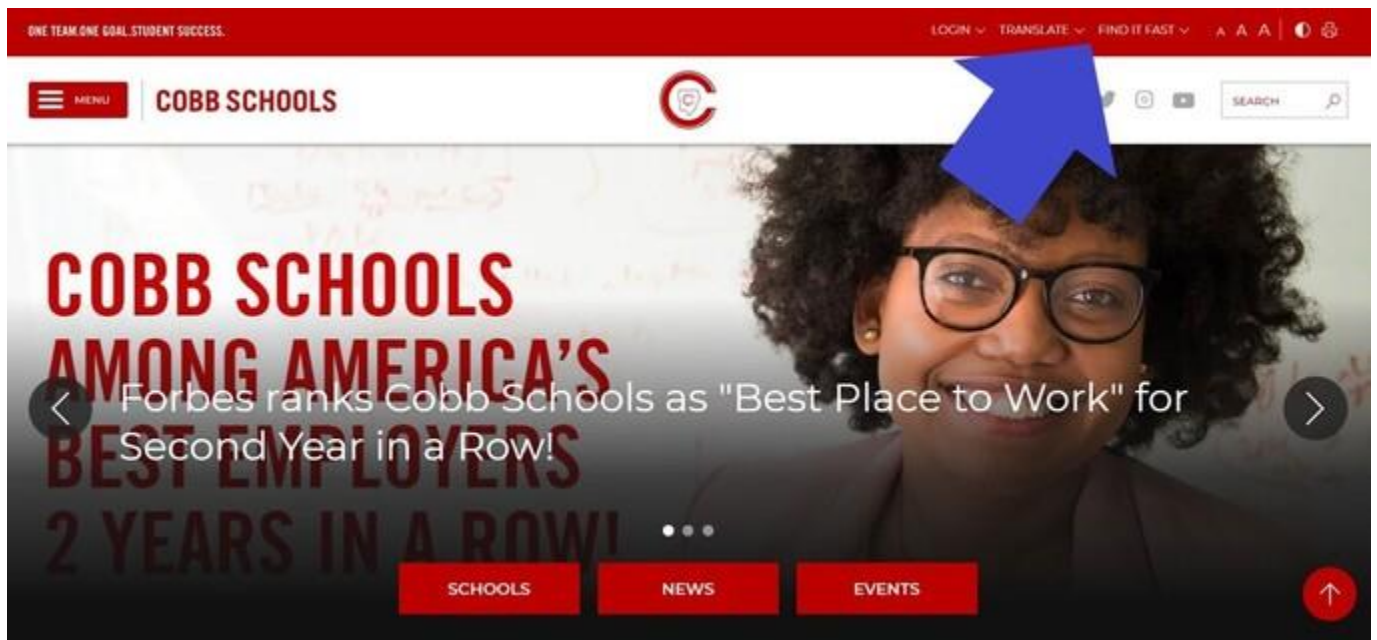 ONE TEAM.ONE GOAL.STUDENT SUCCESS.
LOGIN TRANSLATE FIND IT FAST A A A
MENU
COBB SCHOOLS
C
SEARCH
COBB SCHOOLS
AMONG AMERICA'S
BEST EMPLOYERS
2 YEARS IN A ROW!
Forbes ranks Cobb Schools as "Best Place to Work" for
Second Year in a Row!
SCHOOLS
NEWS
EVENTS